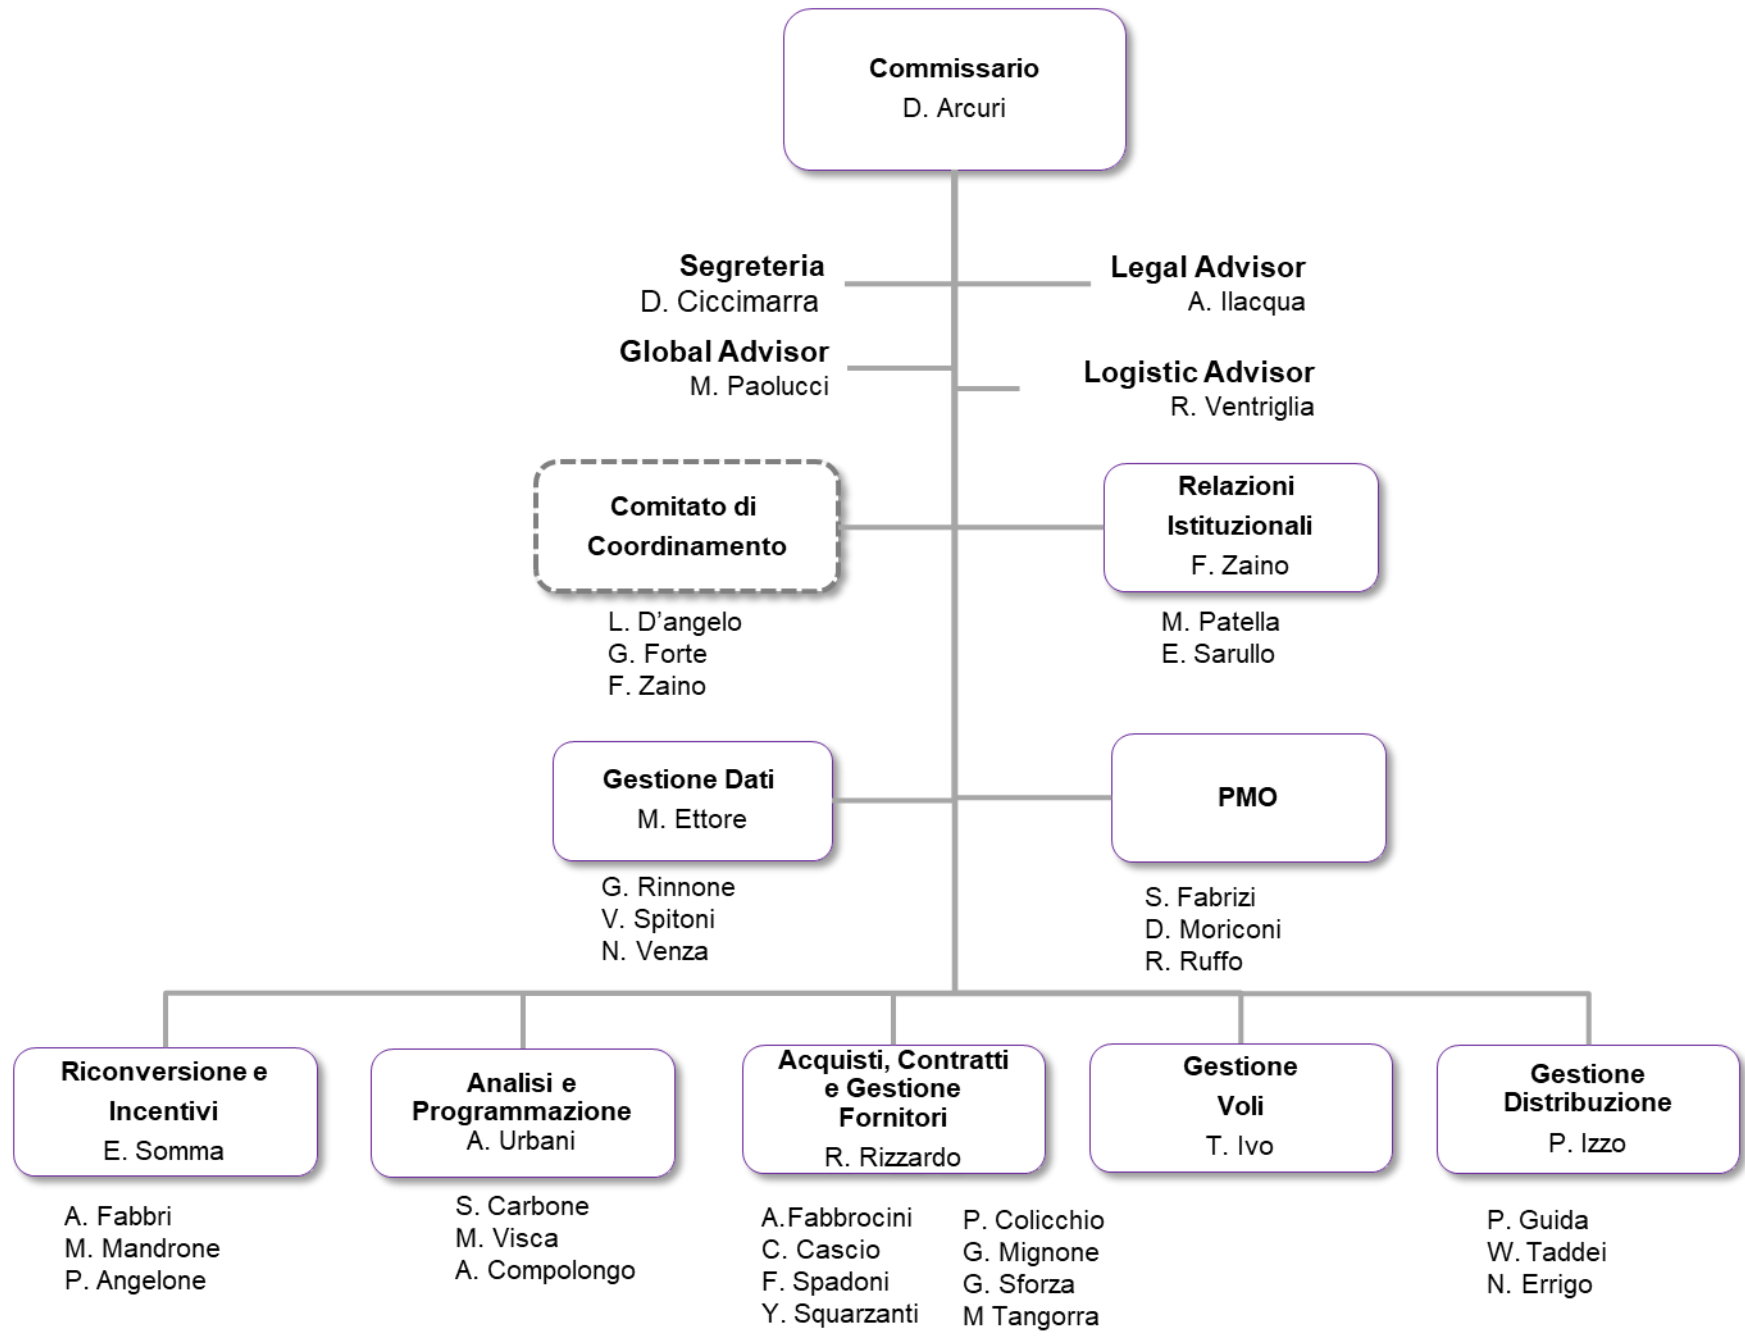 Commissario
D. Arcuri
Segreteria
D. Ciccimarra
Legal Advisor
A. Ilacqua
Global Advisor
M. Paolucci
Logistic Advisor
R. Ventriglia
Comitato di
Coordinamento
L. D’angelo
G. Forte
F. Zaino
Relazioni
Istituzionali
F. Zaino
M. Patella
E. Sarullo
Gestione Dati
M. Ettore
G. Rinnone
V. Spitoni
N. Venza
PMO
S. Fabrizi
D. Moriconi
R. Ruffo
Riconversione e
Incentivi
E. Somma
A. Fabbri
M. Mandrone
P. Angelone
Analisi e
Programmazione
A. Urbani
S. Carbone
M. Visca
A. Compolongo
Acquisti, Contratti
e Gestione
Fornitori
R. Rizzardo
A.Fabbrocini
C. Cascio
F. Spadoni
Y. Squarzanti
P. Colicchio
G. Mignone
G. Sforza
M Tangorra
Gestione
Voli
T. Ivo
Gestione
Distribuzione
P. Izzo
P. Guida
W. Taddei
N. Errigo